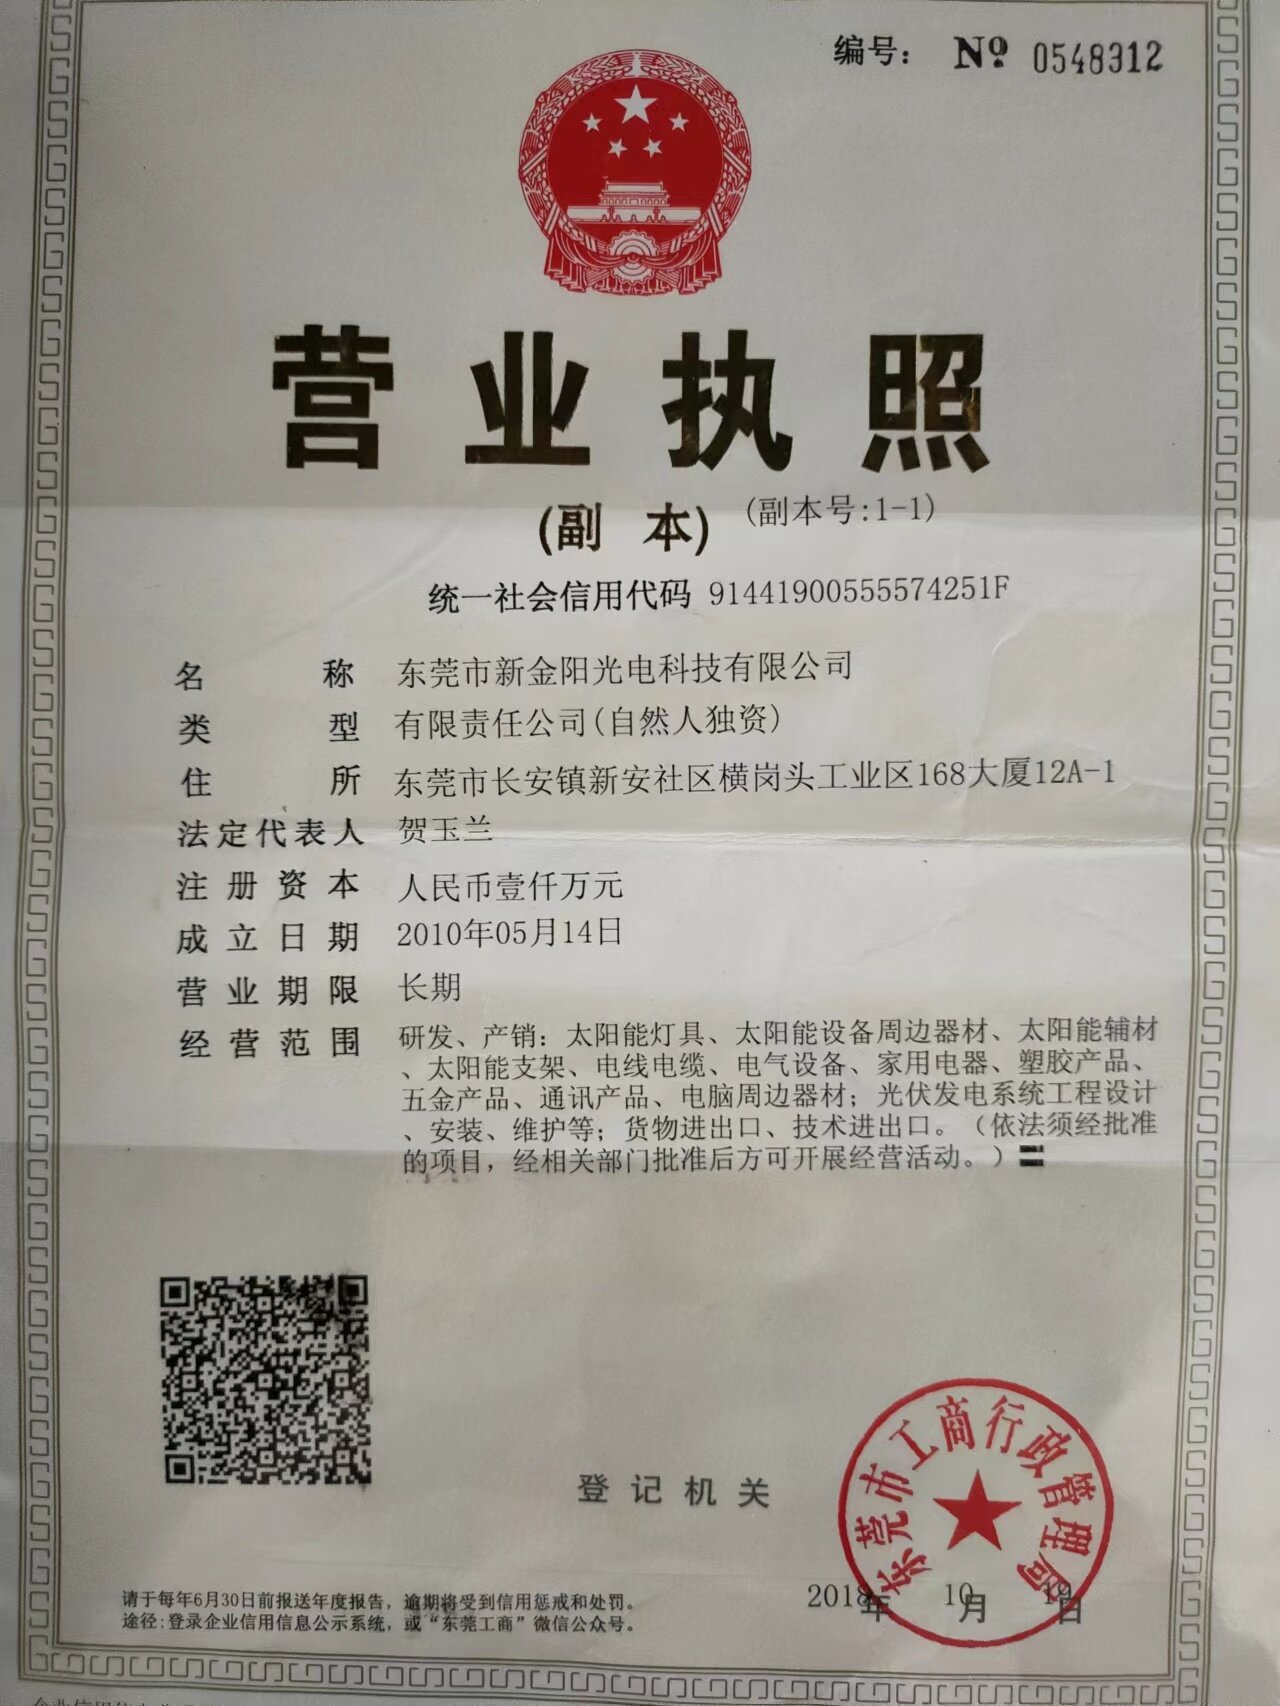 编号： No 0548312
营业执照
(副 本) (副本号:1-1)
统一社会信用代码 91441900555574251F
名称 东莞市新金阳光电科技有限公司
类型 有限责任公司(自然人独资)
住所 东莞市长安镇新安社区横岗头工业区168大厦12A-1
法定代表人 贺玉兰
注册资本 人民币壹仟万元
成立日期 2010年05月14日
营业期限 长期
经营范围 研发、产销：太阳能灯具、太阳能设备周边器材、太阳能辅材
、太阳能支架、电线电缆、电气设备、家用电器、塑胶产品、
五金产品、通讯产品、电脑周边器材；光伏发电系统工程设计
、安装、维护等；货物进出口、技术进出口。（依法须经批准
的项目，经相关部门批准后方可开展经营活动。）
登记机关
东莞市工商行政管理局
2018年 10月 19日
请于每年6月30日前报送年度报告，逾期将受到信用惩戒和处罚。
途径:登录企业信用信息公示系统，或“东莞工商”微信公众号。